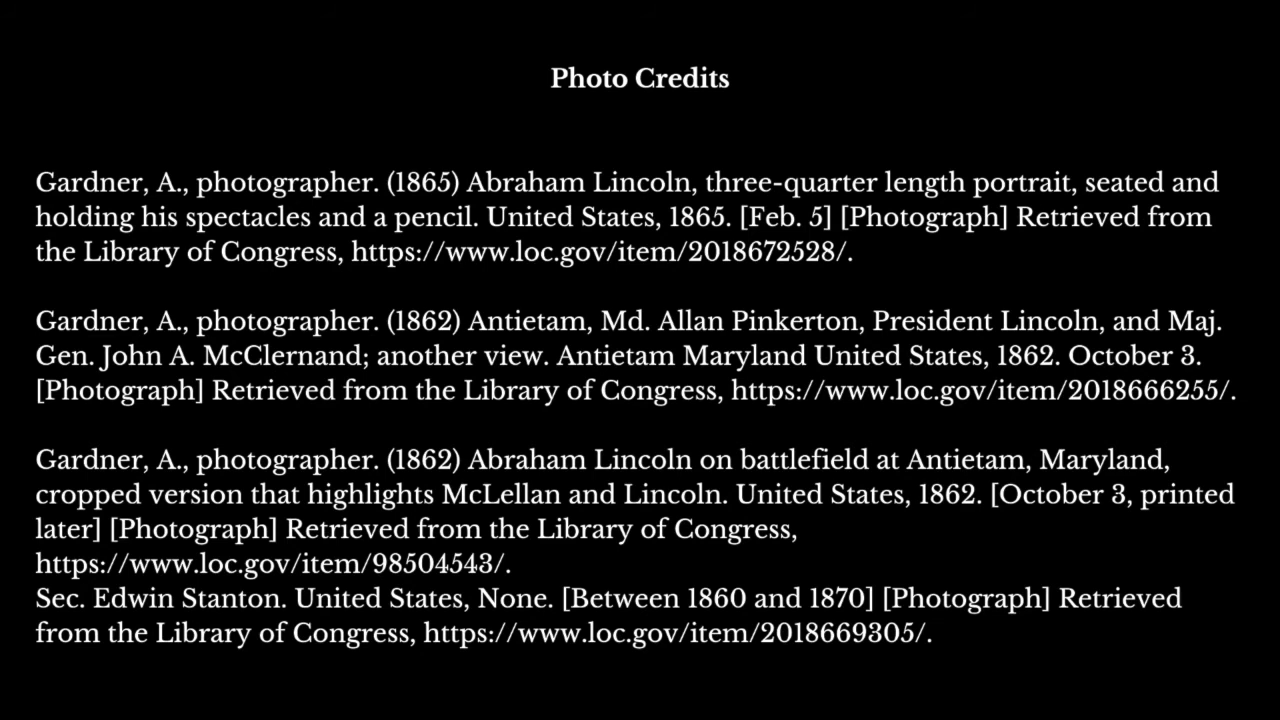 Photo Credits
Gardner, A., photographer. (1865) Abraham Lincoln, three-quarter length portrait, seated and
holding his spectacles and a pencil. United States, 1865. [Feb. 5] [Photograph] Retrieved from
the Library of Congress, https://www.loc.gov/item/2018672528/.
Gardner, A., photographer. (1862) Antietam, Md. Allan Pinkerton, President Lincoln, and Maj.
Gen. John A. McClernand; another view. Antietam Maryland United States, 1862. October 3.
[Photograph] Retrieved from the Library of Congress, https://www.loc.gov/item/2018666255/.
Gardner, A., photographer. (1862) Abraham Lincoln on battlefield at Antietam, Maryland,
cropped version that highlights McLellan and Lincoln. United States, 1862. [October 3, printed
later] [Photograph] Retrieved from the Library of Congress,
https://www.loc.gov/item/98504543/.
Sec. Edwin Stanton. United States, None. [Between 1860 and 1870] [Photograph] Retrieved
from the Library of Congress, https://www.loc.gov/item/2018669305/.